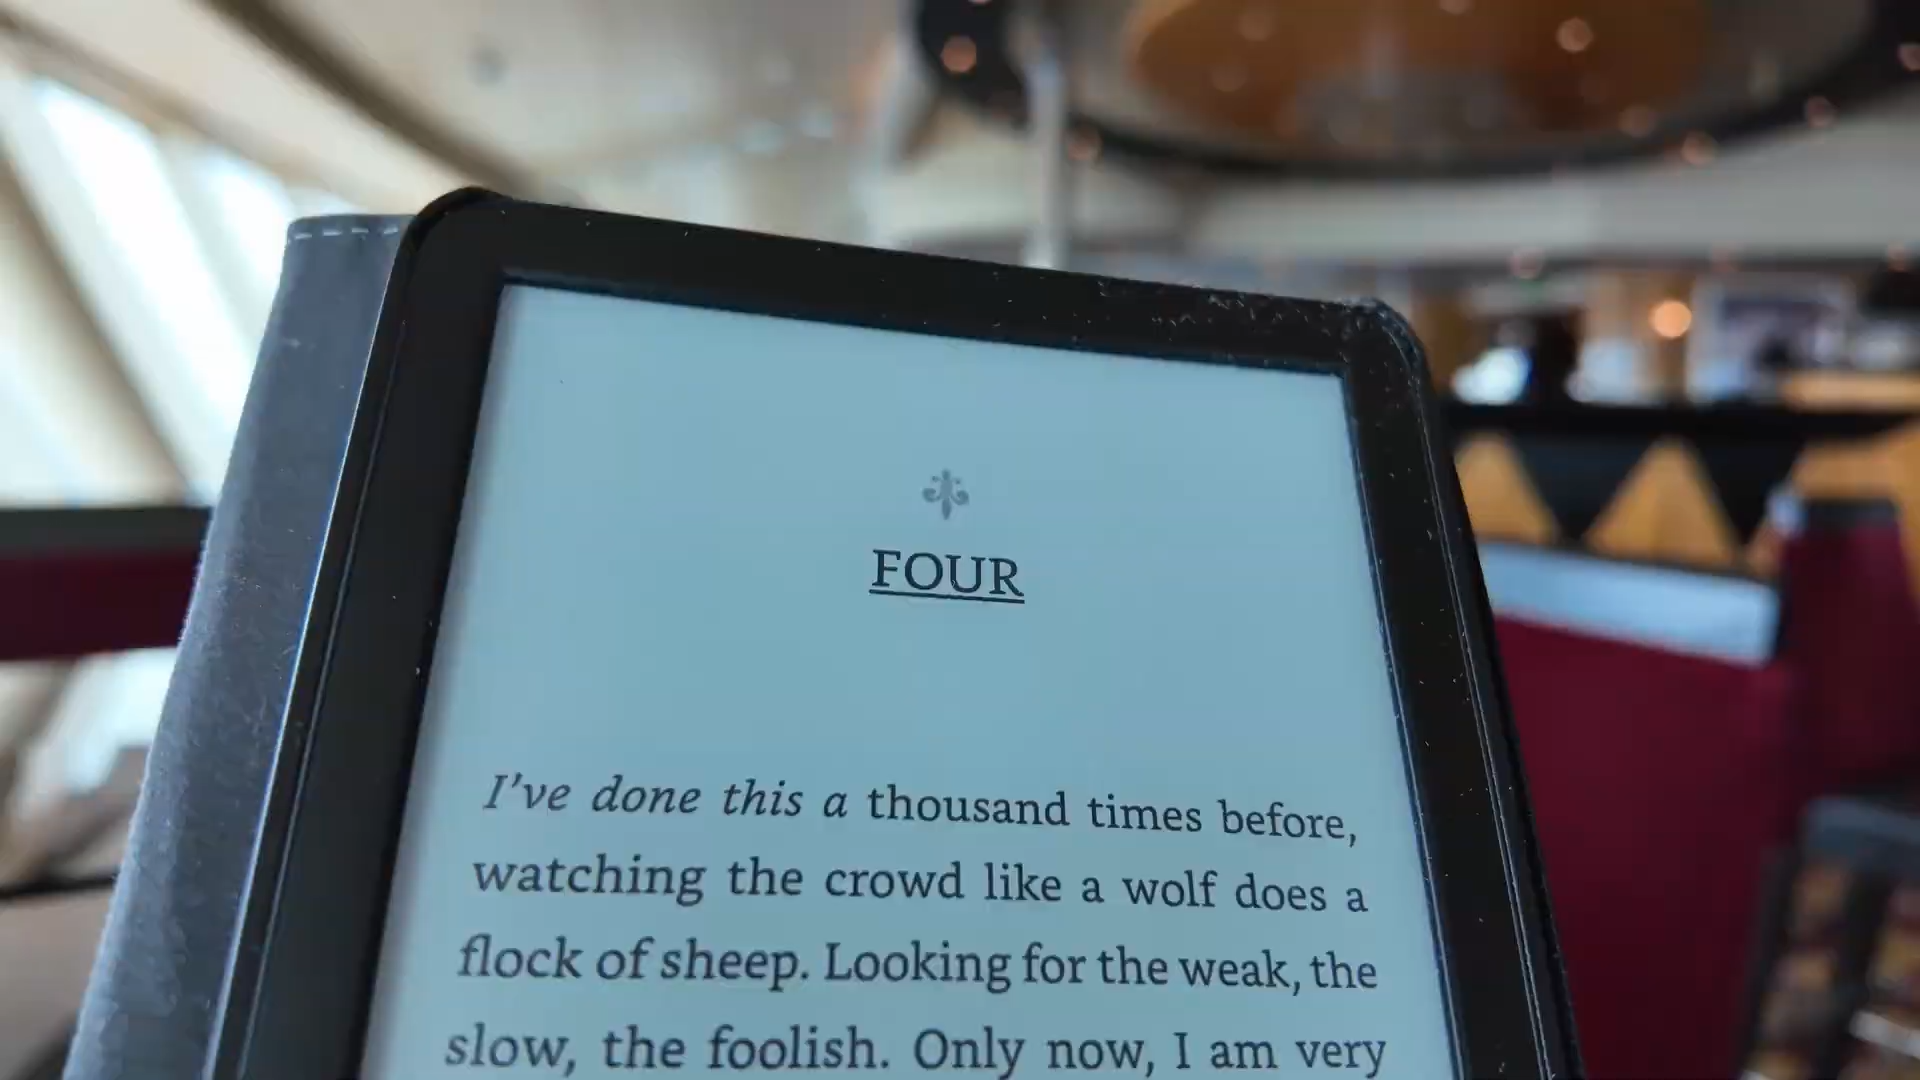 FOUR
I’ve done this a thousand times before,
watching the crowd like a wolf does a
flock of sheep. Looking for the weak, the
slow, the foolish. Only now, I am very